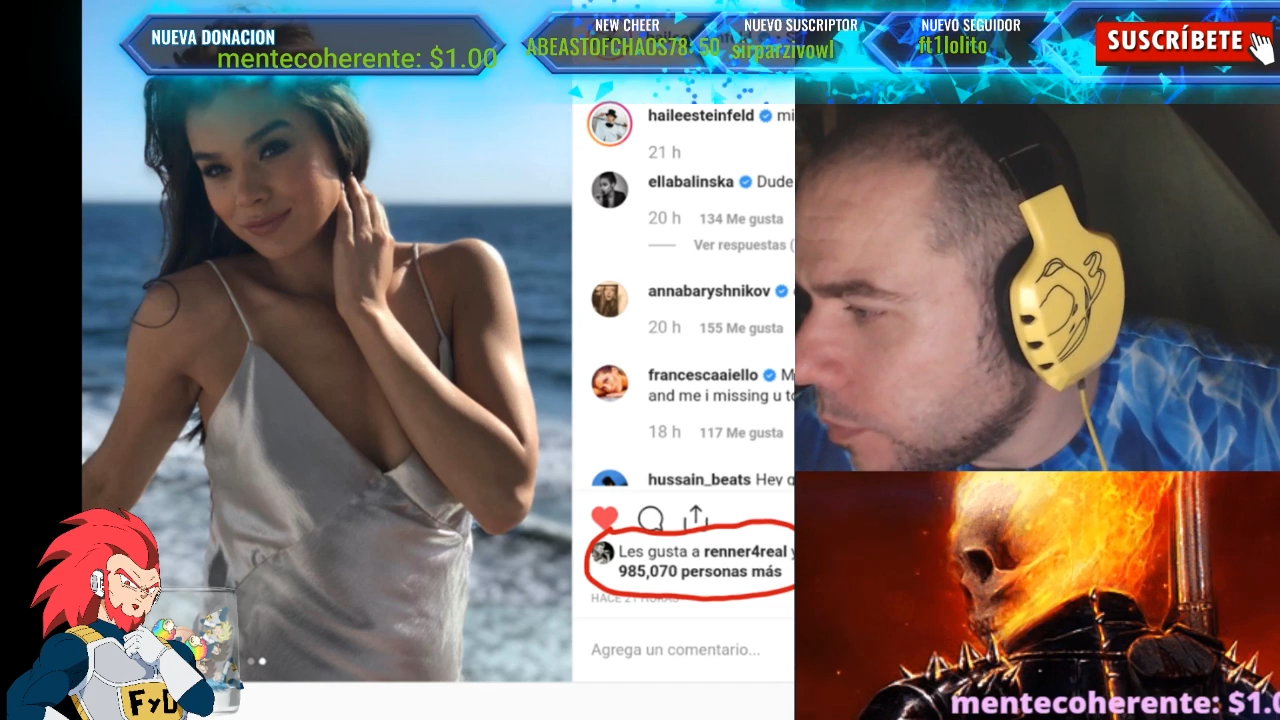 NUEVA DONACION
mentecoherente: $1.00
NEW CHEER
ABEASTOFCHAOS78: 50
NUEVO SUSCRIPTOR
sirparzivowl
NUEVO SEGUIDOR
ft1lolito
SUSCRÍBETE
haileesteinfeld mi
21 h
ellabalinska Dude
20 h 134 Me gusta
Ver respuestas (
annabaryshnikov
20 h 155 Me gusta
francescaaiello M
and me i missing u to
18 h 117 Me gusta
hussain_beats Hey g
Les gusta a renner4real y
985,070 personas más
HACE 21 HORAS
Agrega un comentario...
FyD
mentecoherente: $1.0